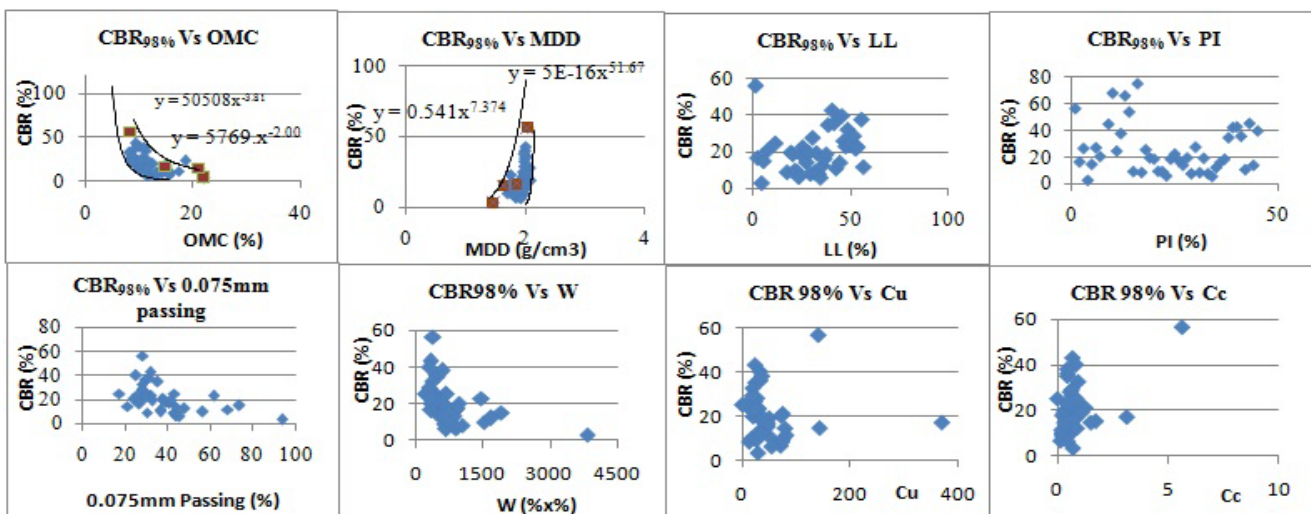 CBR98% Vs OMC
CBR (%)
100
50
0
y = 50508x-3.81
y = 5769.x-2.00
0
20
40
OMC (%)
CBR98% Vs MDD
CBR (%)
100
50
0
y = 5E-16x51.67
y = 0.541x7.374
0
2
4
MDD (g/cm3)
CBR98% Vs LL
CBR (%)
60
40
20
0
0
50
100
LL (%)
CBR98% Vs PI
CBR (%)
80
60
40
20
0
0
50
PI (%)
CBR98% Vs 0.075mm
passing
CBR (%)
80
60
40
20
0
0
20
40
60
80
100
0.075mm Passing (%)
CBR98% Vs W
CBR (%)
60
40
20
0
0
1500
3000
4500
W (%x%)
CBR 98% Vs Cu
CBR (%)
60
40
20
0
0
200
400
Cu
CBR 98% Vs Cc
CBR (%)
60
40
20
0
0
5
10
Cc